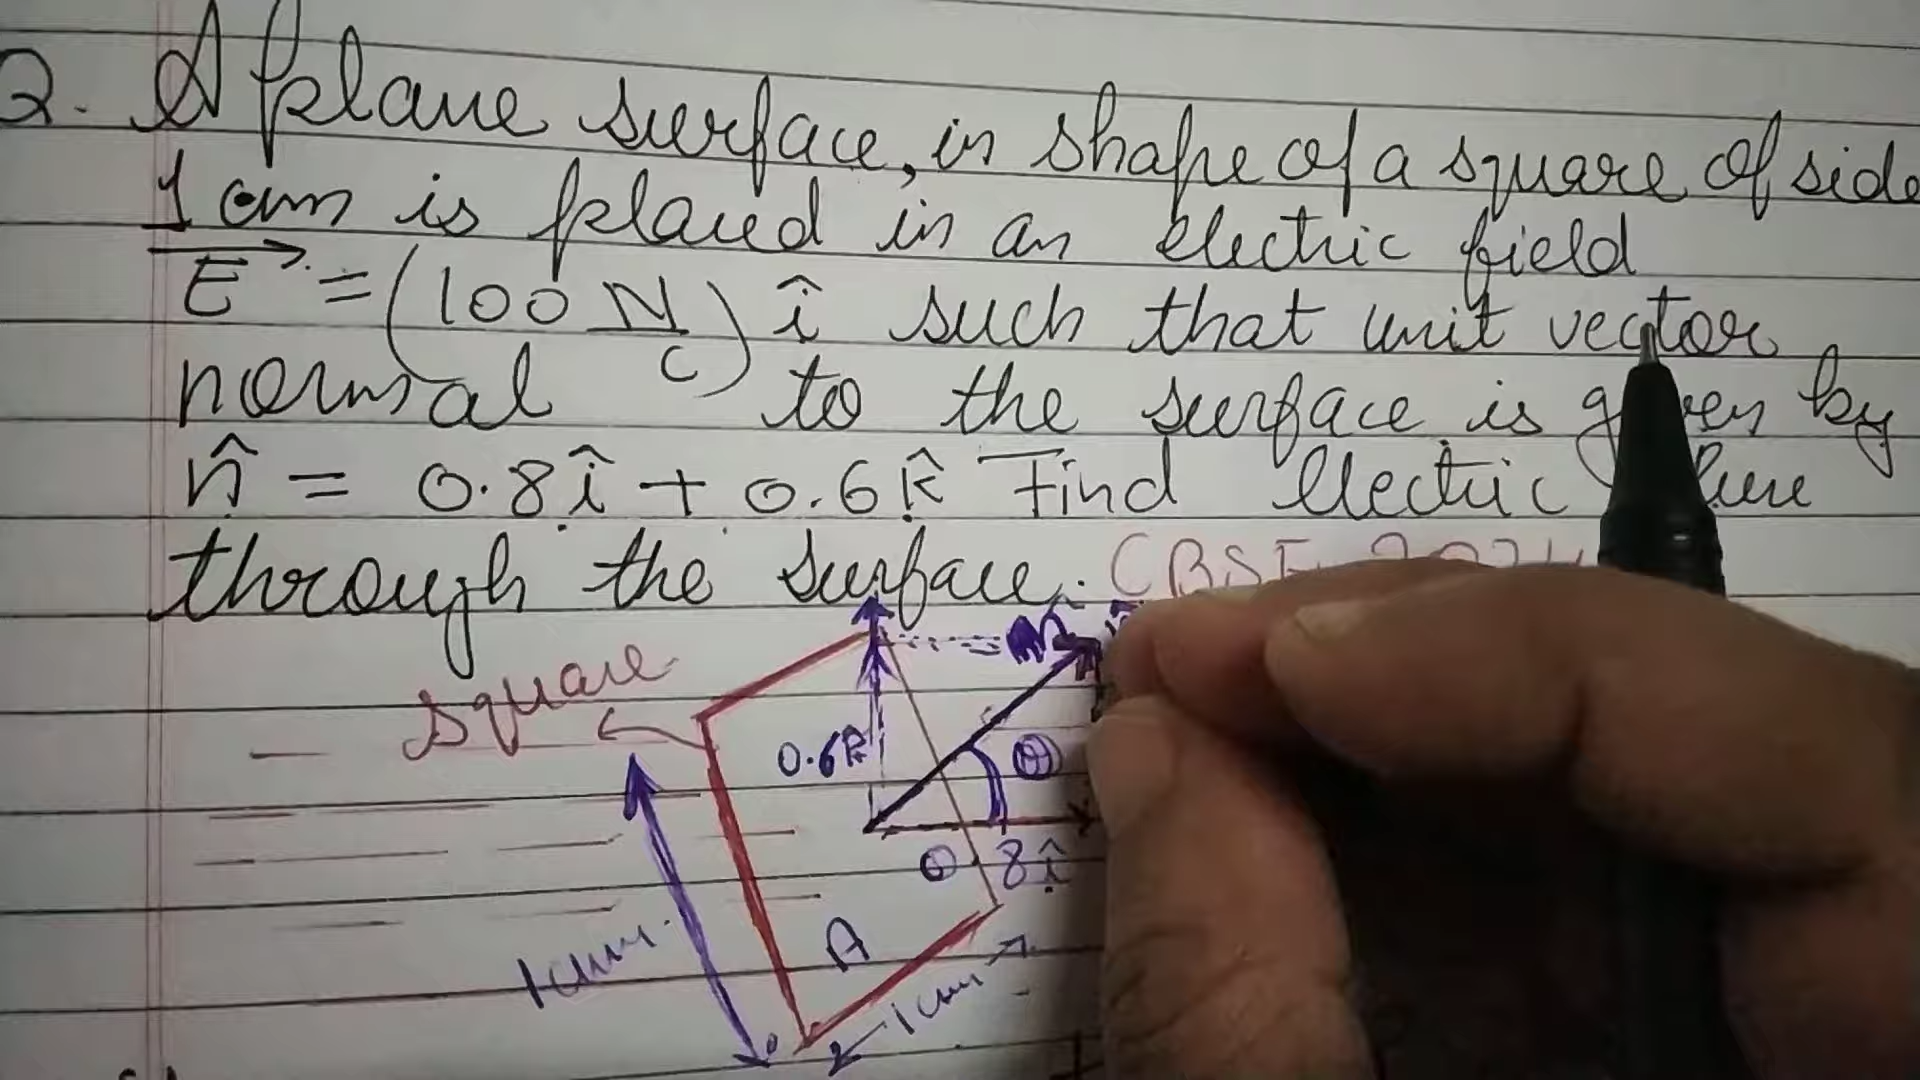 2. A plane surface, in shape of a square of side
1 cm is placed in an electric field
E = (100 N/C) î such that unit vector
normal to the surface is given by
n̂ = 0.8î + 0.6k̂ Find electric
through the surface. CBSE
square
0.6k̂
θ
0.8î
1cm
A
1cm